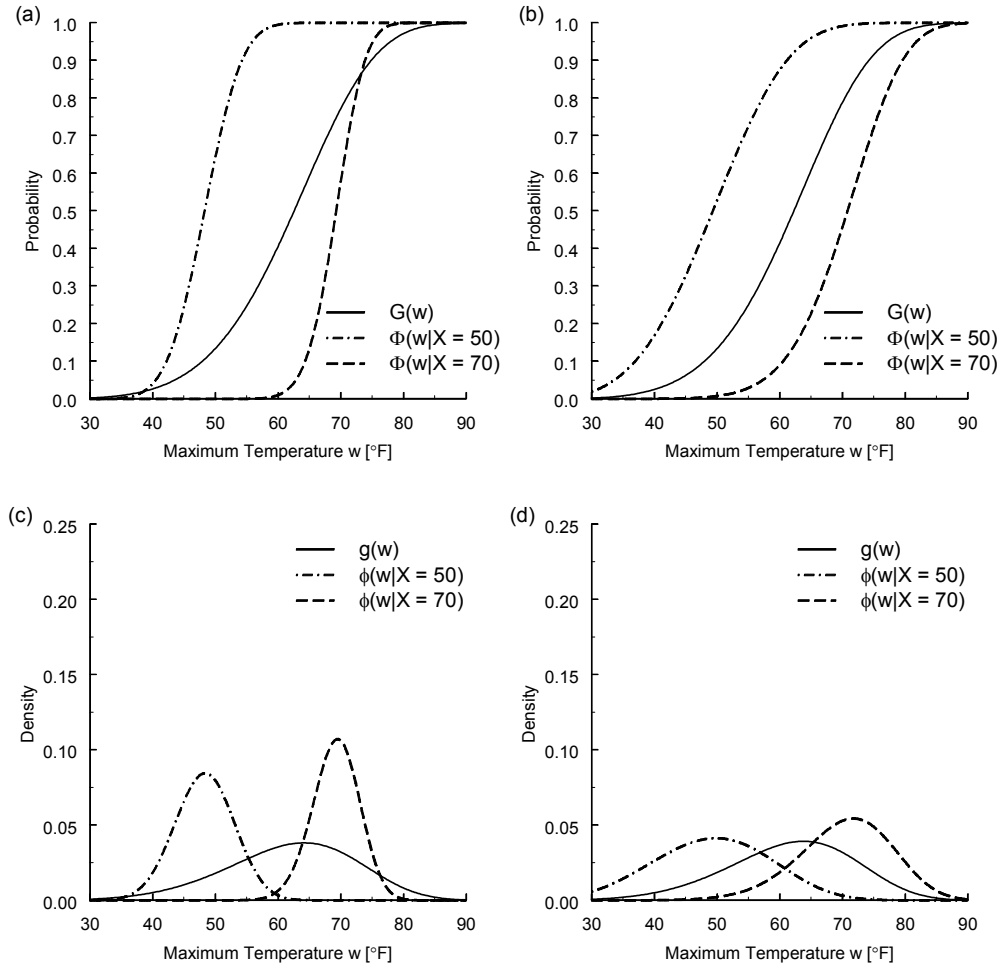 (a)
1.0
0.9
0.8
0.7
0.6
0.5
0.4
0.3
0.2
0.1
0.0
Probability
G(w)
Φ(w|X = 50)
Φ(w|X = 70)
30 40 50 60 70 80 90
Maximum Temperature w [°F]
(b)
1.0
0.9
0.8
0.7
0.6
0.5
0.4
0.3
0.2
0.1
0.0
Probability
G(w)
Φ(w|X = 50)
Φ(w|X = 70)
30 40 50 60 70 80 90
Maximum Temperature w [°F]
(c)
0.25
0.20
0.15
0.10
0.05
0.00
Density
g(w)
ϕ(w|X = 50)
ϕ(w|X = 70)
30 40 50 60 70 80 90
Maximum Temperature w [°F]
(d)
0.25
0.20
0.15
0.10
0.05
0.00
Density
g(w)
ϕ(w|X = 50)
ϕ(w|X = 70)
30 40 50 60 70 80 90
Maximum Temperature w [°F]